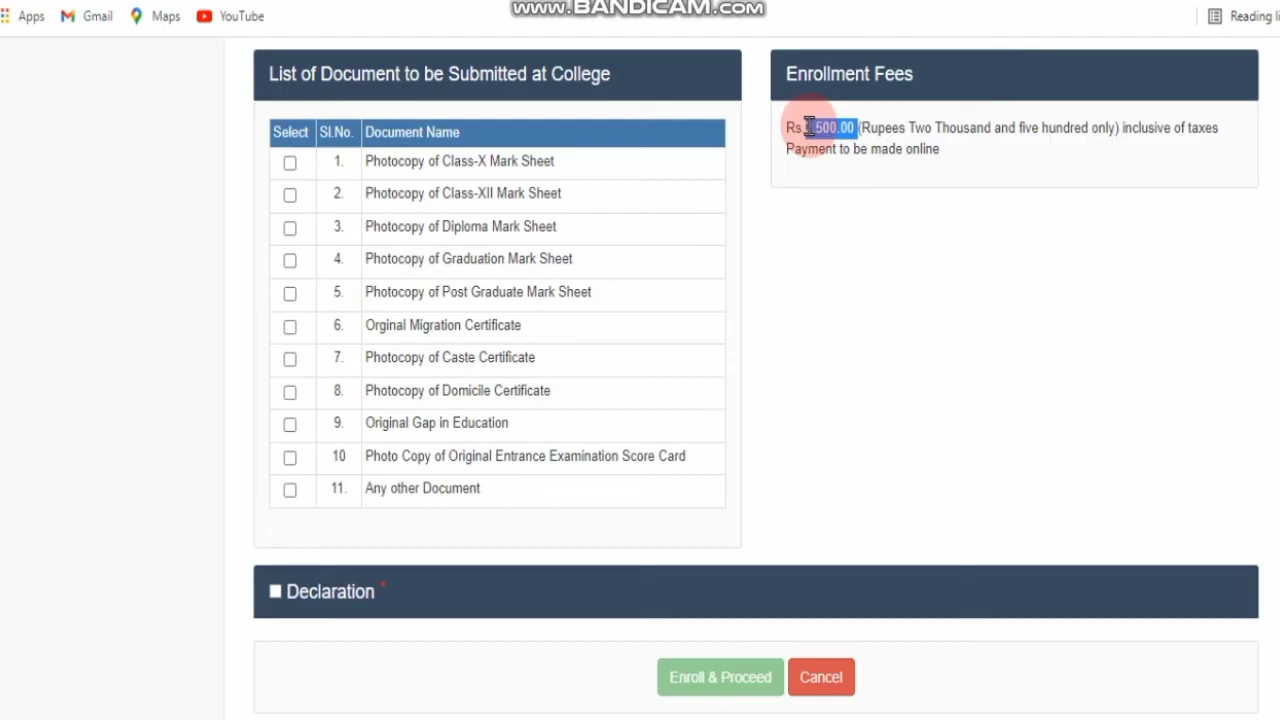 www.BANDICAM.com
Apps Gmail Maps YouTube
Reading li
List of Document to be Submitted at College
Select Sl.No. Document Name
1. Photocopy of Class-X Mark Sheet
2. Photocopy of Class-XII Mark Sheet
3. Photocopy of Diploma Mark Sheet
4. Photocopy of Graduation Mark Sheet
5. Photocopy of Post Graduate Mark Sheet
6. Orginal Migration Certificate
7. Photocopy of Caste Certificate
8. Photocopy of Domicile Certificate
9. Original Gap in Education
10 Photo Copy of Original Entrance Examination Score Card
11. Any other Document
Enrollment Fees
Rs. 500.00 (Rupees Two Thousand and five hundred only) inclusive of taxes
Payment to be made online
Declaration *
Enroll & Proceed Cancel